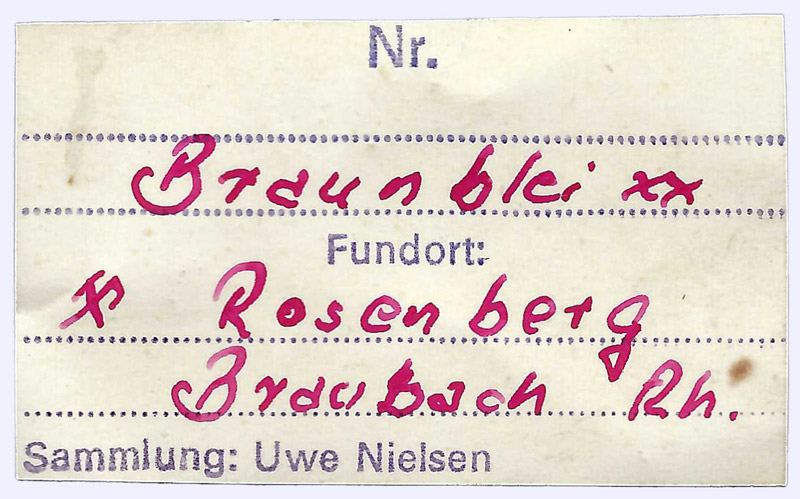 Nr.
Braunblei xx
Fundort:
Rosenberg
Braubach Rh.
Sammlung: Uwe Nielsen